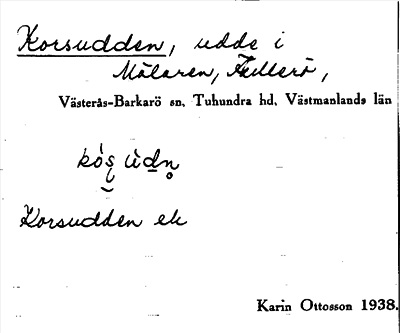 Korsudden, udde i
Mälaren, Fullerö,
Västerås-Barkarö sn, Tuhundra hd, Västmanlands län
Korsudden ek
Karin Ottosson 1938.